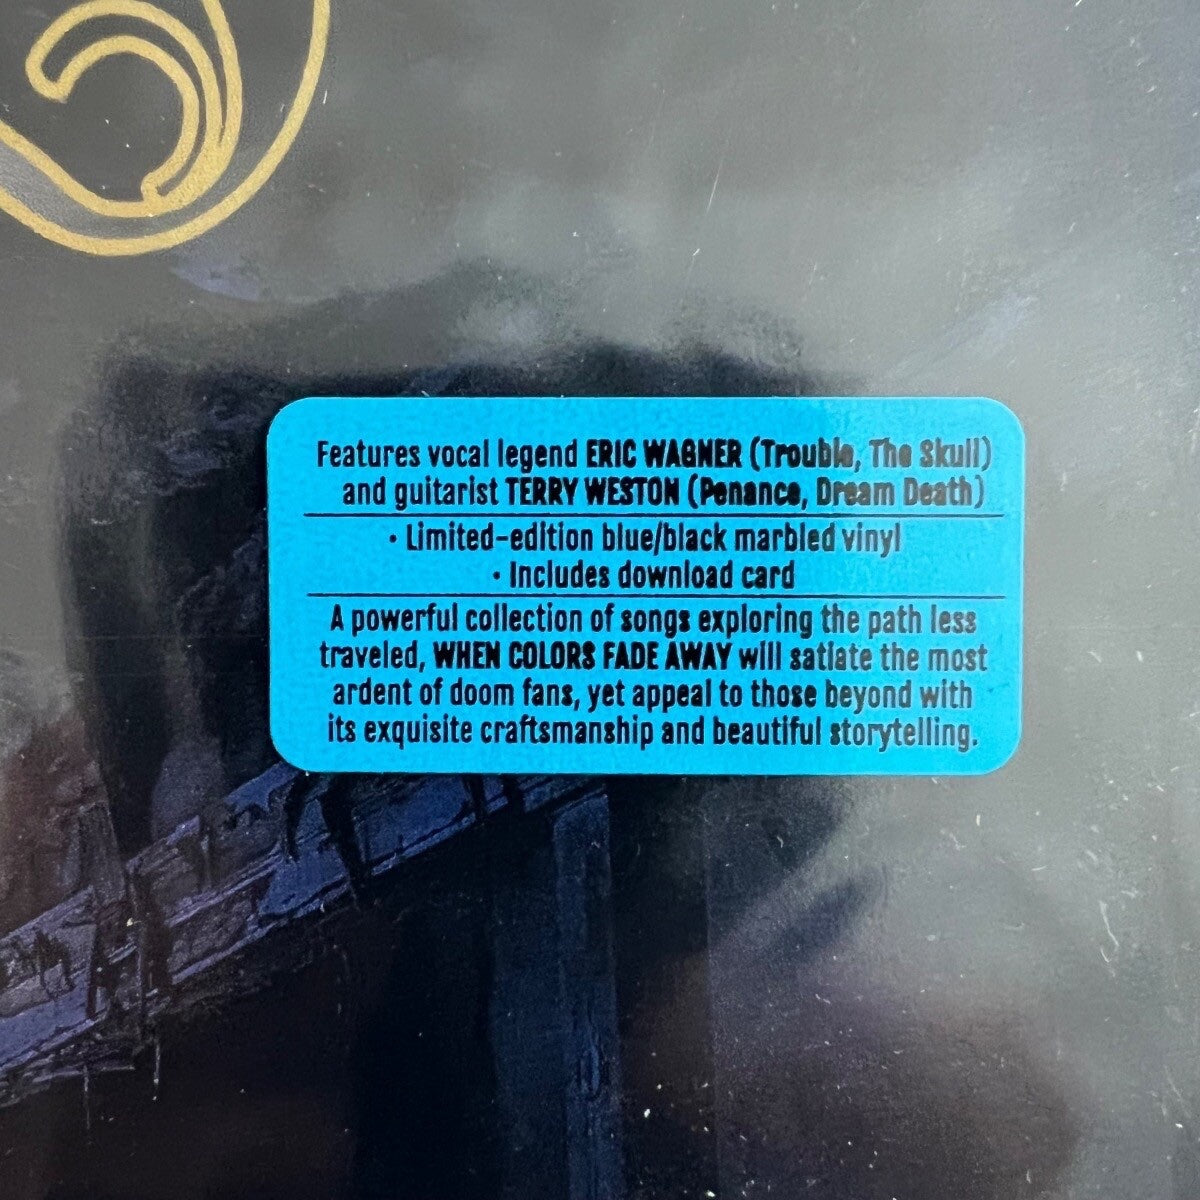 Features vocal legend ERIC WAGNER (Trouble, The Skull)
and guitarist TERRY WESTON (Penance, Dream Death)
• Limited-edition blue/black marbled vinyl
• Includes download card
A powerful collection of songs exploring the path less
traveled, WHEN COLORS FADE AWAY will satiate the most
ardent of doom fans, yet appeal to those beyond with
its exquisite craftsmanship and beautiful storytelling.